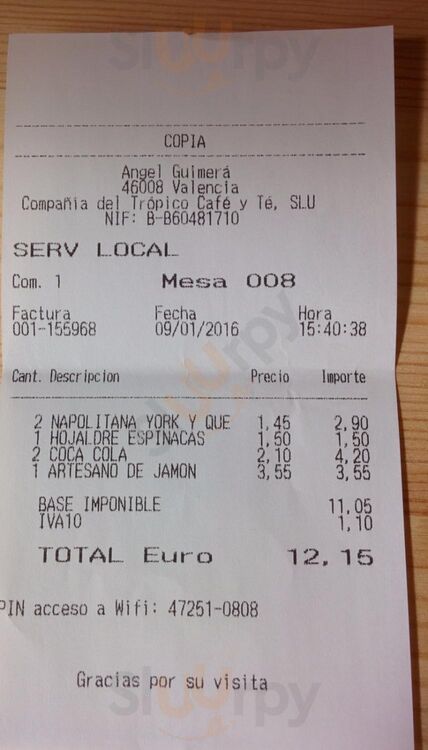 Sluurpy
COPIA
Angel Guimerá
46008 Valencia
Compañia del Trópico Café y Té, SLU
NIF: B-B60481710
SERV LOCAL
Com. 1 Mesa 008
Factura Fecha Hora
001-155968 09/01/2016 15:40:38
Sluurpy
Cant. Descripcion Precio Importe
2 NAPOLITANA YORK Y QUE 1,45 2,90
1 HOJALDRE ESPINACAS 1,50 1,50
2 COCA COLA 2,10 4,20
1 ARTESANO DE JAMON 3,55 3,55
BASE IMPONIBLE 11,05
IVA10 1,10
TOTAL Euro 12,15
PIN acceso a Wifi: 47251-0808
Gracias por su visita
Sluurpy